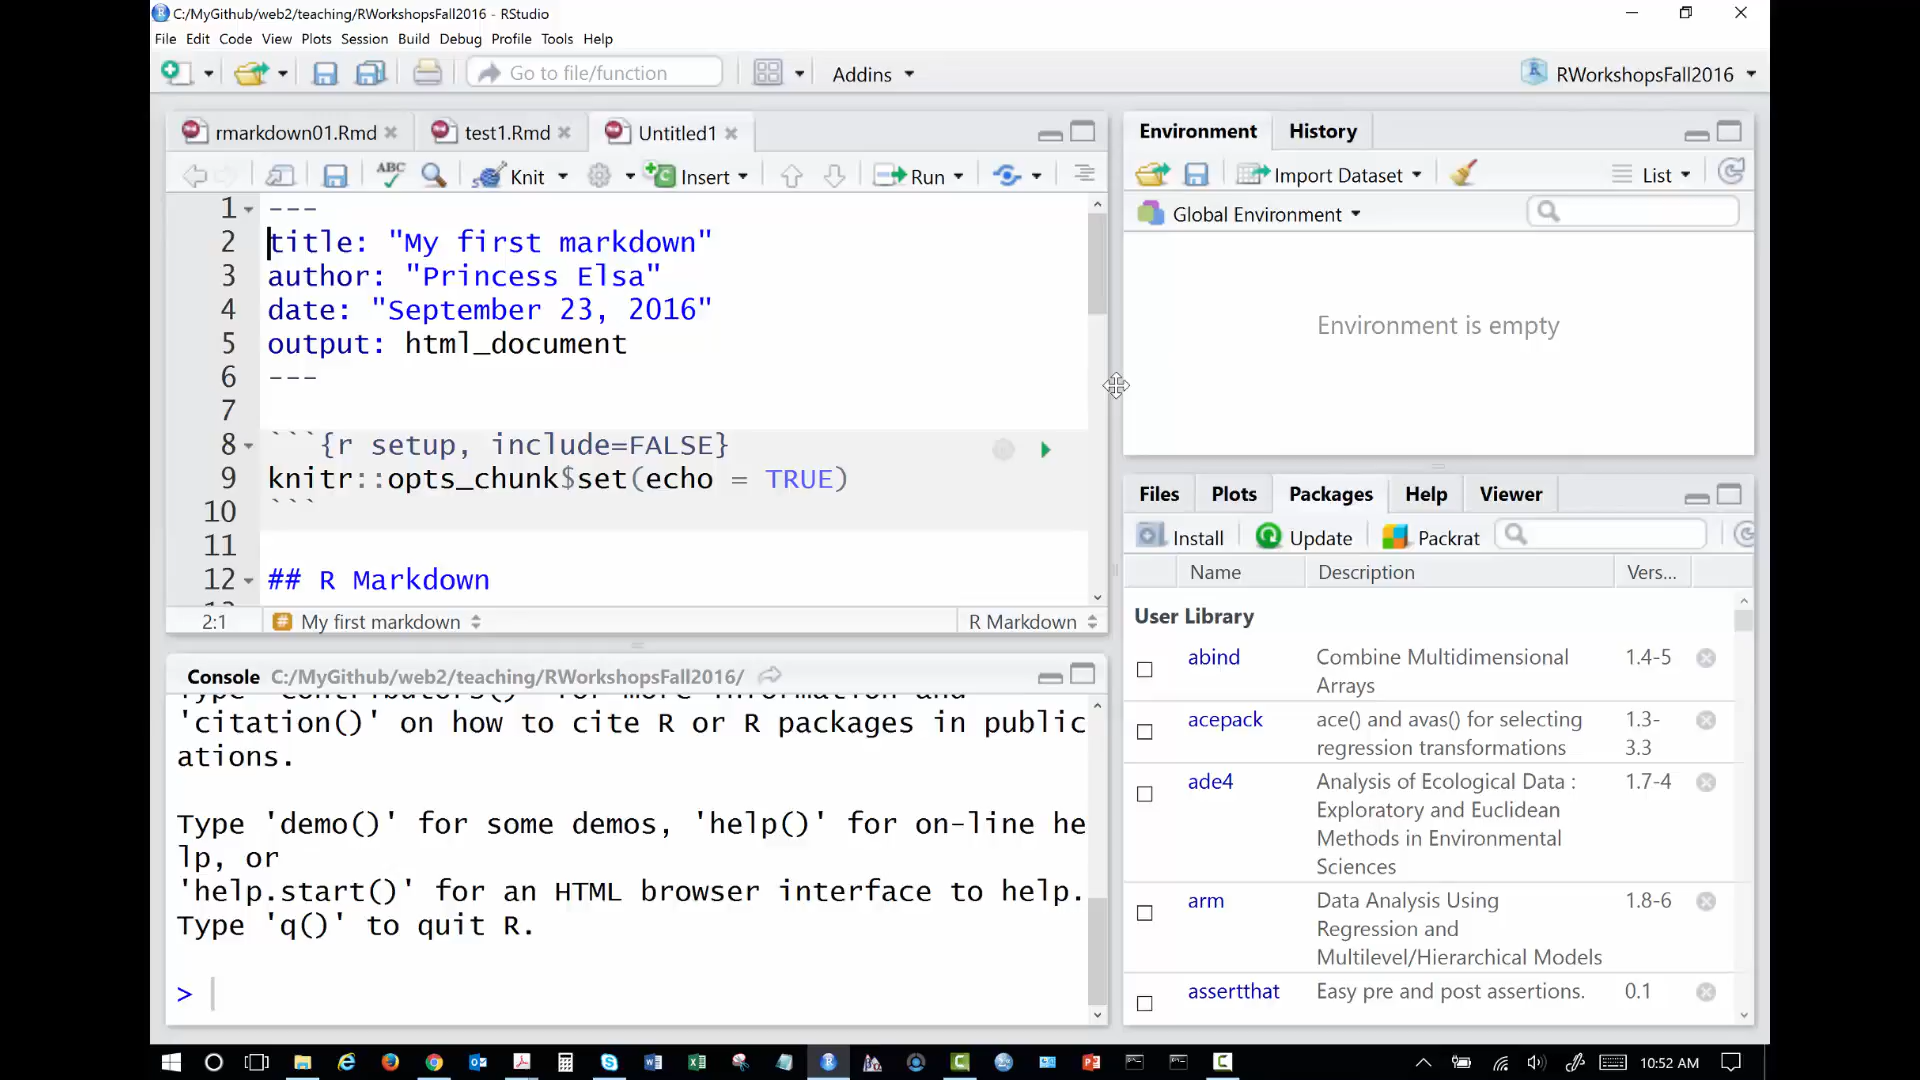 C:/MyGithub/web2/teaching/RWorkshopsFall2016 - RStudio
File Edit Code View Plots Session Build Debug Profile Tools Help
Go to file/function Addins RWorkshopsFall2016
rmarkdown01.Rmd test1.Rmd Untitled1
ABC Knit Insert Run
1 ---
2 title: "My first markdown"
3 author: "Princess Elsa"
4 date: "September 23, 2016"
5 output: html_document
6 ---
7
8 ```{r setup, include=FALSE}
9 knitr::opts_chunk$set(echo = TRUE)
10 ```
11
12 ## R Markdown
2:1 My first markdown R Markdown
Console C:/MyGithub/web2/teaching/RWorkshopsFall2016/
Type 'contributors()' for more information and
'citation()' on how to cite R or R packages in public
ations.
Type 'demo()' for some demos, 'help()' for on-line he
lp, or
'help.start()' for an HTML browser interface to help.
Type 'q()' to quit R.
>
Environment History
Import Dataset List
Global Environment
Environment is empty
Files Plots Packages Help Viewer
Install Update Packrat
Name Description Vers...
User Library
abind Combine Multidimensional 1.4-5
Arrays
acepack ace() and avas() for selecting 1.3-
regression transformations 3.3
ade4 Analysis of Ecological Data : 1.7-4
Exploratory and Euclidean
Methods in Environmental
Sciences
arm Data Analysis Using 1.8-6
Regression and
Multilevel/Hierarchical Models
assertthat Easy pre and post assertions. 0.1
10:52 AM